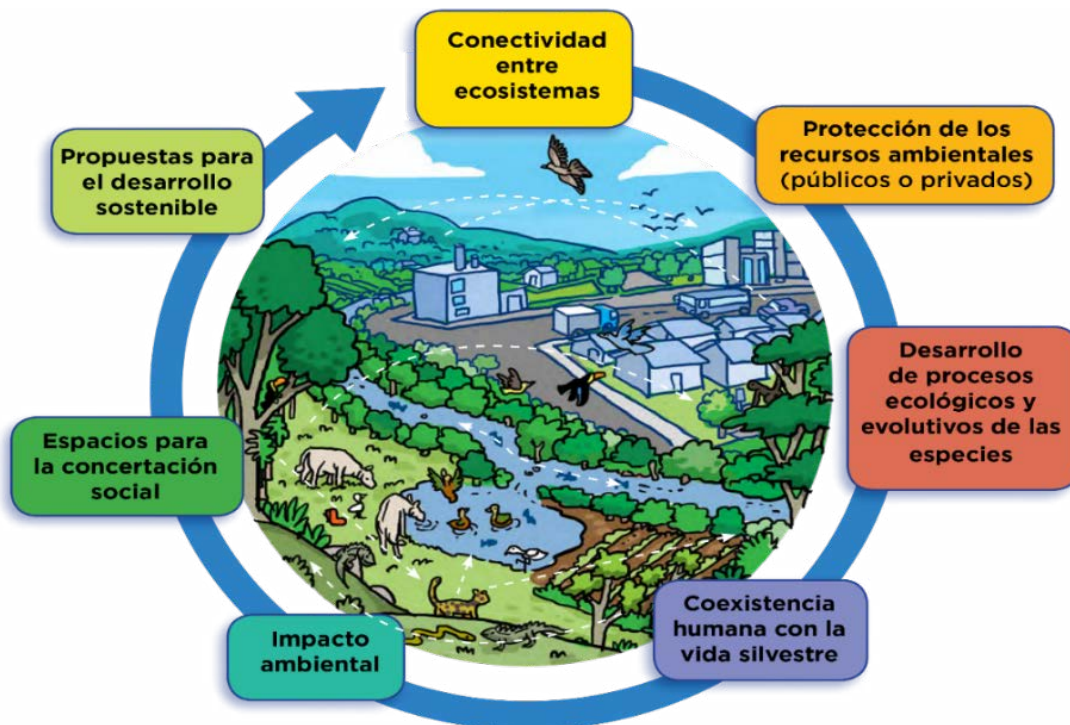 Conectividad
entre
ecosistemas
Protección de los
recursos ambientales
(públicos o privados)
Desarrollo
de procesos
ecológicos y
evolutivos de las
especies
Coexistencia
humana con la
vida silvestre
Impacto
ambiental
Espacios para
la concertación
social
Propuestas para
el desarrollo
sostenible